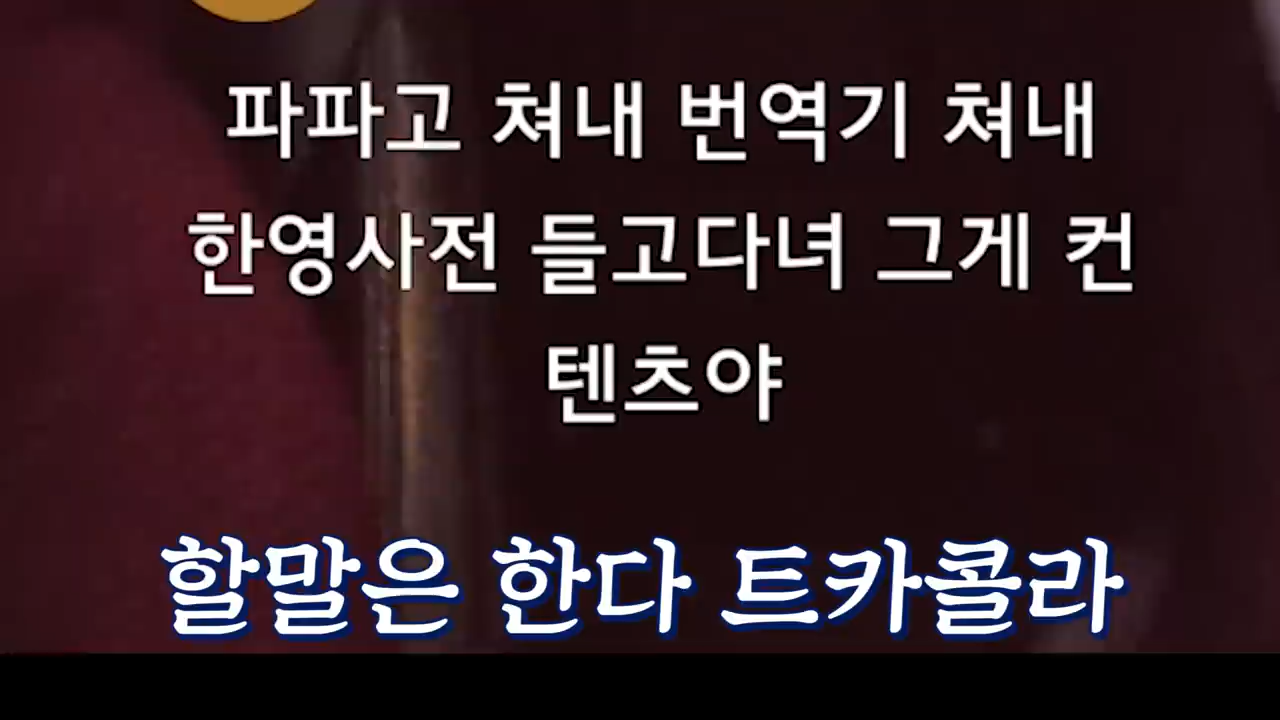 파파고 쳐내 번역기 쳐내
한영사전 들고다녀 그게 컨
텐츠야
할말은 한다 트카콜라